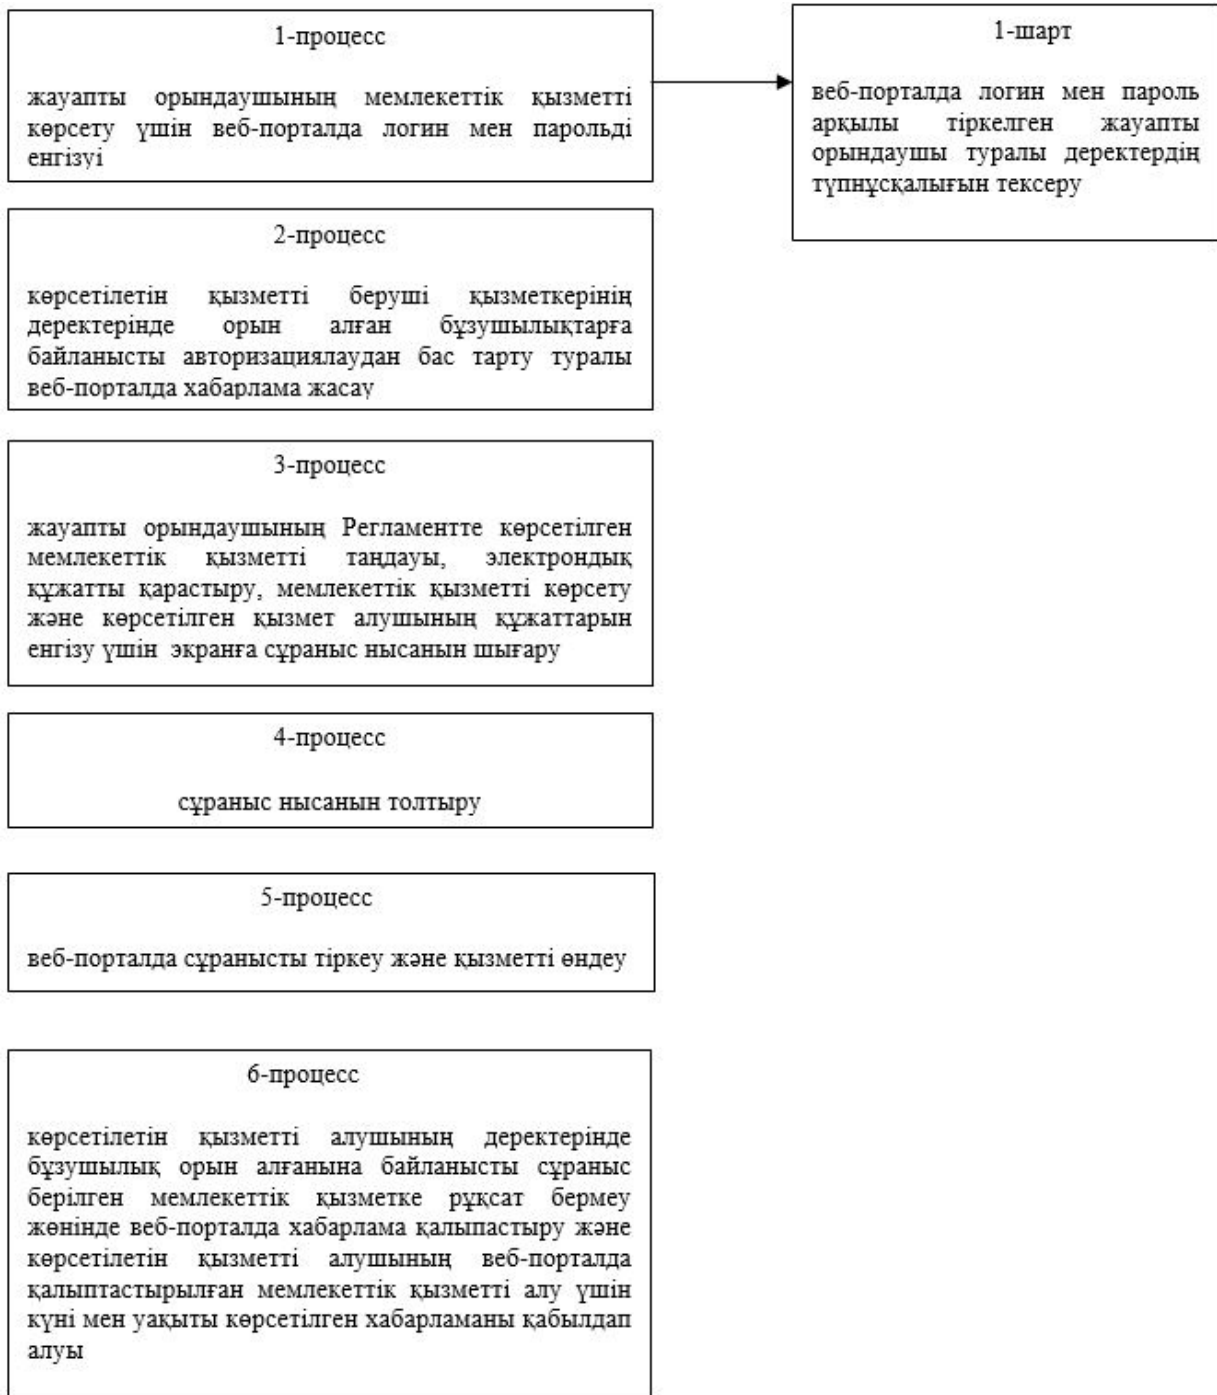 1-процесс
жауапты орындаушының мемлекеттік қызметті
көрсету үшін веб-порталда логин мен парольді
енгізуі
1-шарт
веб-порталда логин мен пароль
арқылы тіркелген жауапты
орындаушы туралы деректердің
түпнұсқалығын тексеру
2-процесс
көрсетілетін қызметті беруші қызметкерінің
деректерінде орын алған бұзушылықтарға
байланысты авторизациялаудан бас тарту туралы
веб-порталда хабарлама жасау
3-процесс
жауапты орындаушының Регламентте көрсетілген
мемлекеттік қызметті таңдауы, электрондық
құжатты қарастыру, мемлекеттік қызметті көрсету
және көрсетілген қызмет алушының құжаттарын
енгізу үшін экранға сұраныс нысанын шығару
4-процесс
сұраныс нысанын толтыру
5-процесс
веб-порталда сұранысты тіркеу және қызметті өндеу
6-процесс
көрсетілетін қызметті алушының деректерінде
бұзушылық орын алғанына байланысты сұраныс
берілген мемлекеттік қызметке рұқсат бермеу
жөнінде веб-порталда хабарлама қалыпастыру және
көрсетілетін қызметті алушының веб-порталда
қалыптастырылған мемлекеттік қызметті алу үшін
күні мен уақыты көрсетілген хабарламаны қабылдап
алуы